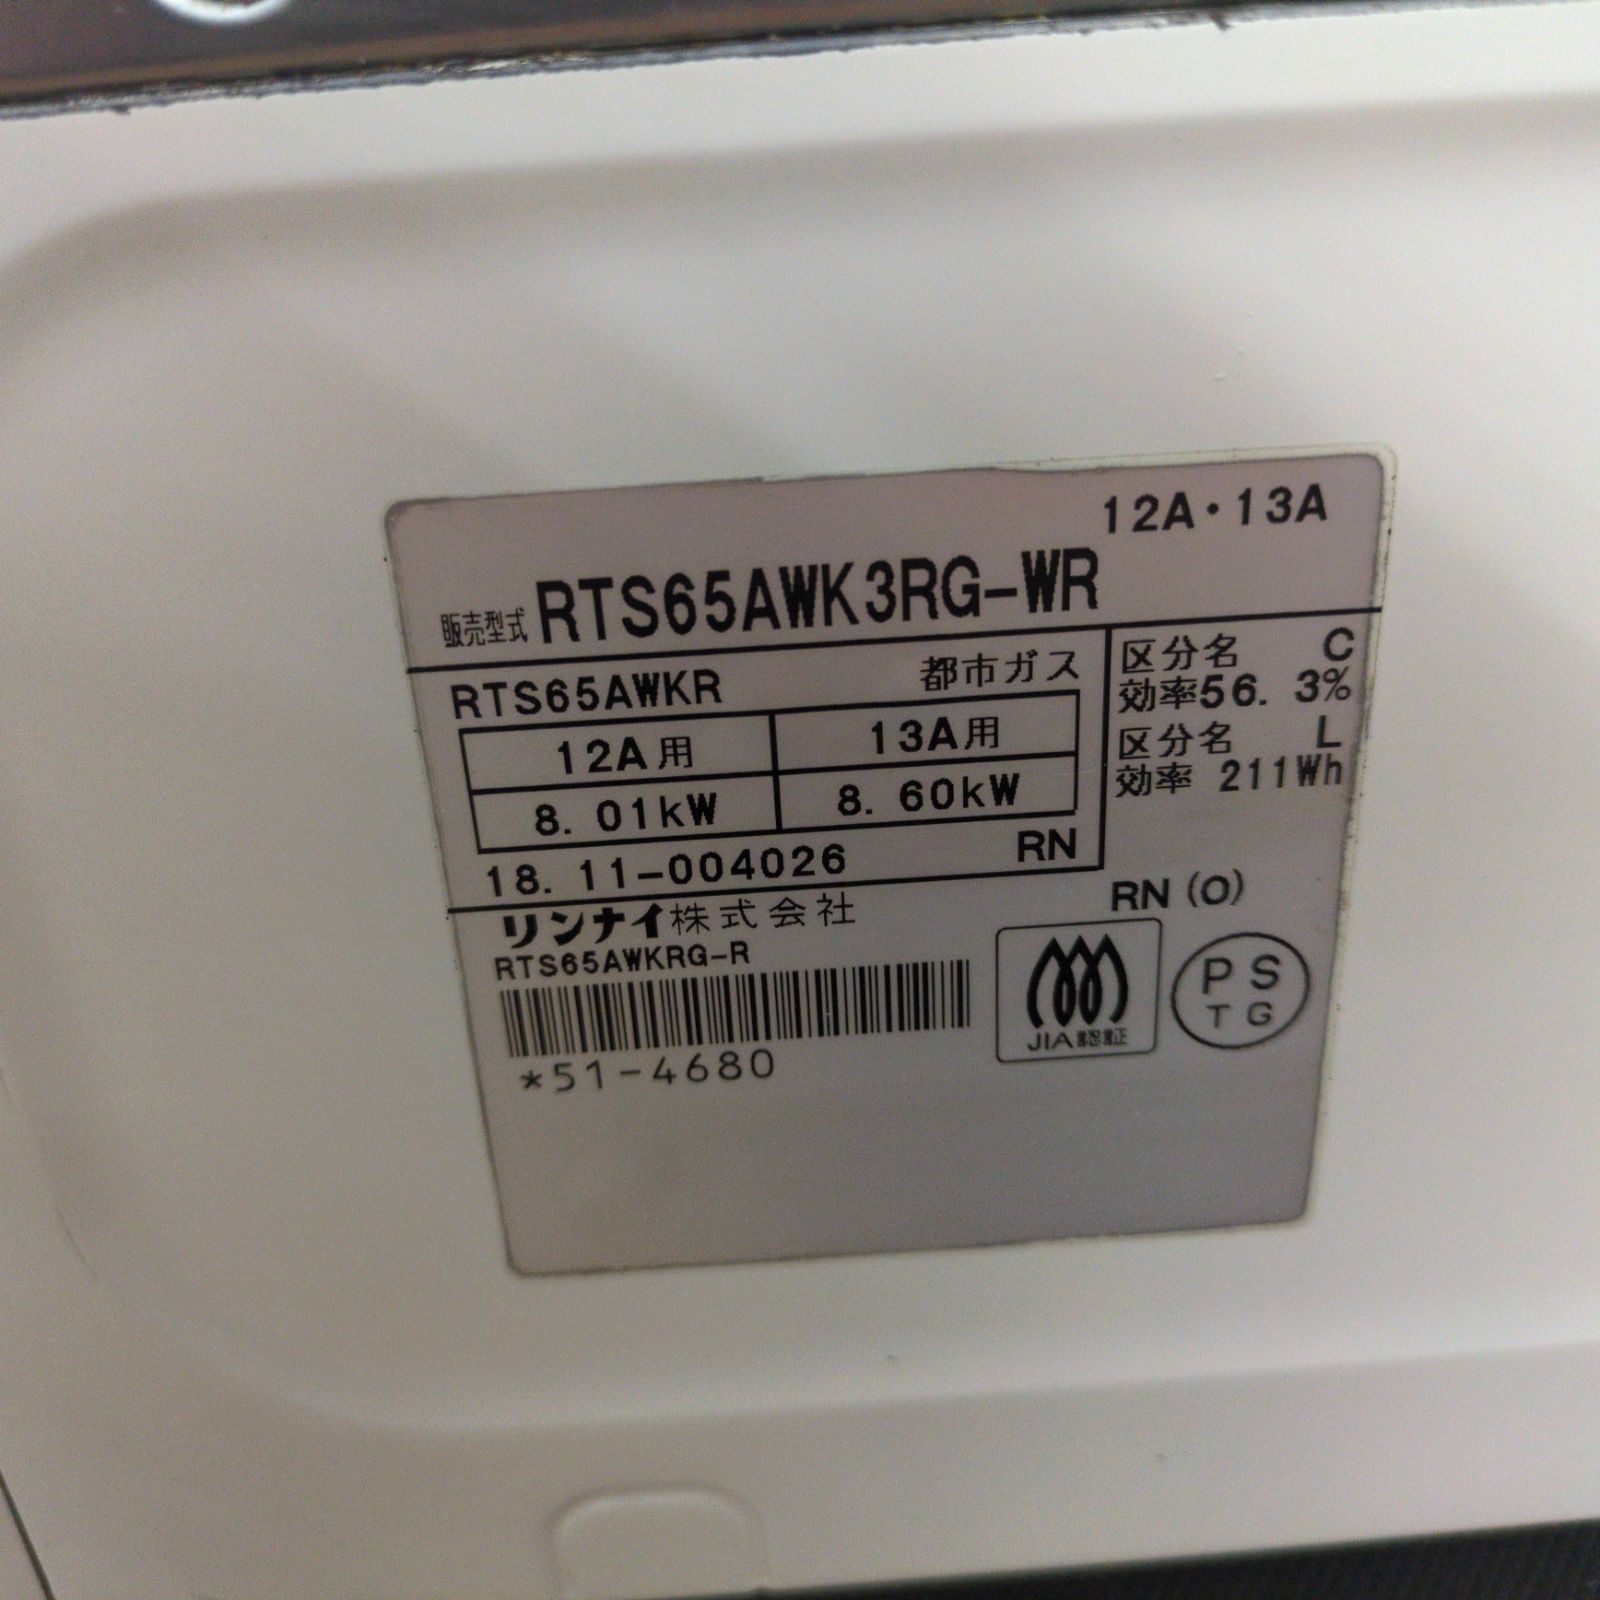 12A・13A
販売型式 RTS65AWK3RG-WR
RTS65AWKR 都市ガス
12A用 13A用
8.01kW 8.60kW
18.11-004026 RN
区分名 C
効率56.3%
区分名 L
効率 211Wh
リンナイ株式会社
RN(O)
RTS65AWKRG-R
*51-4680
JIA認証
PS
TG